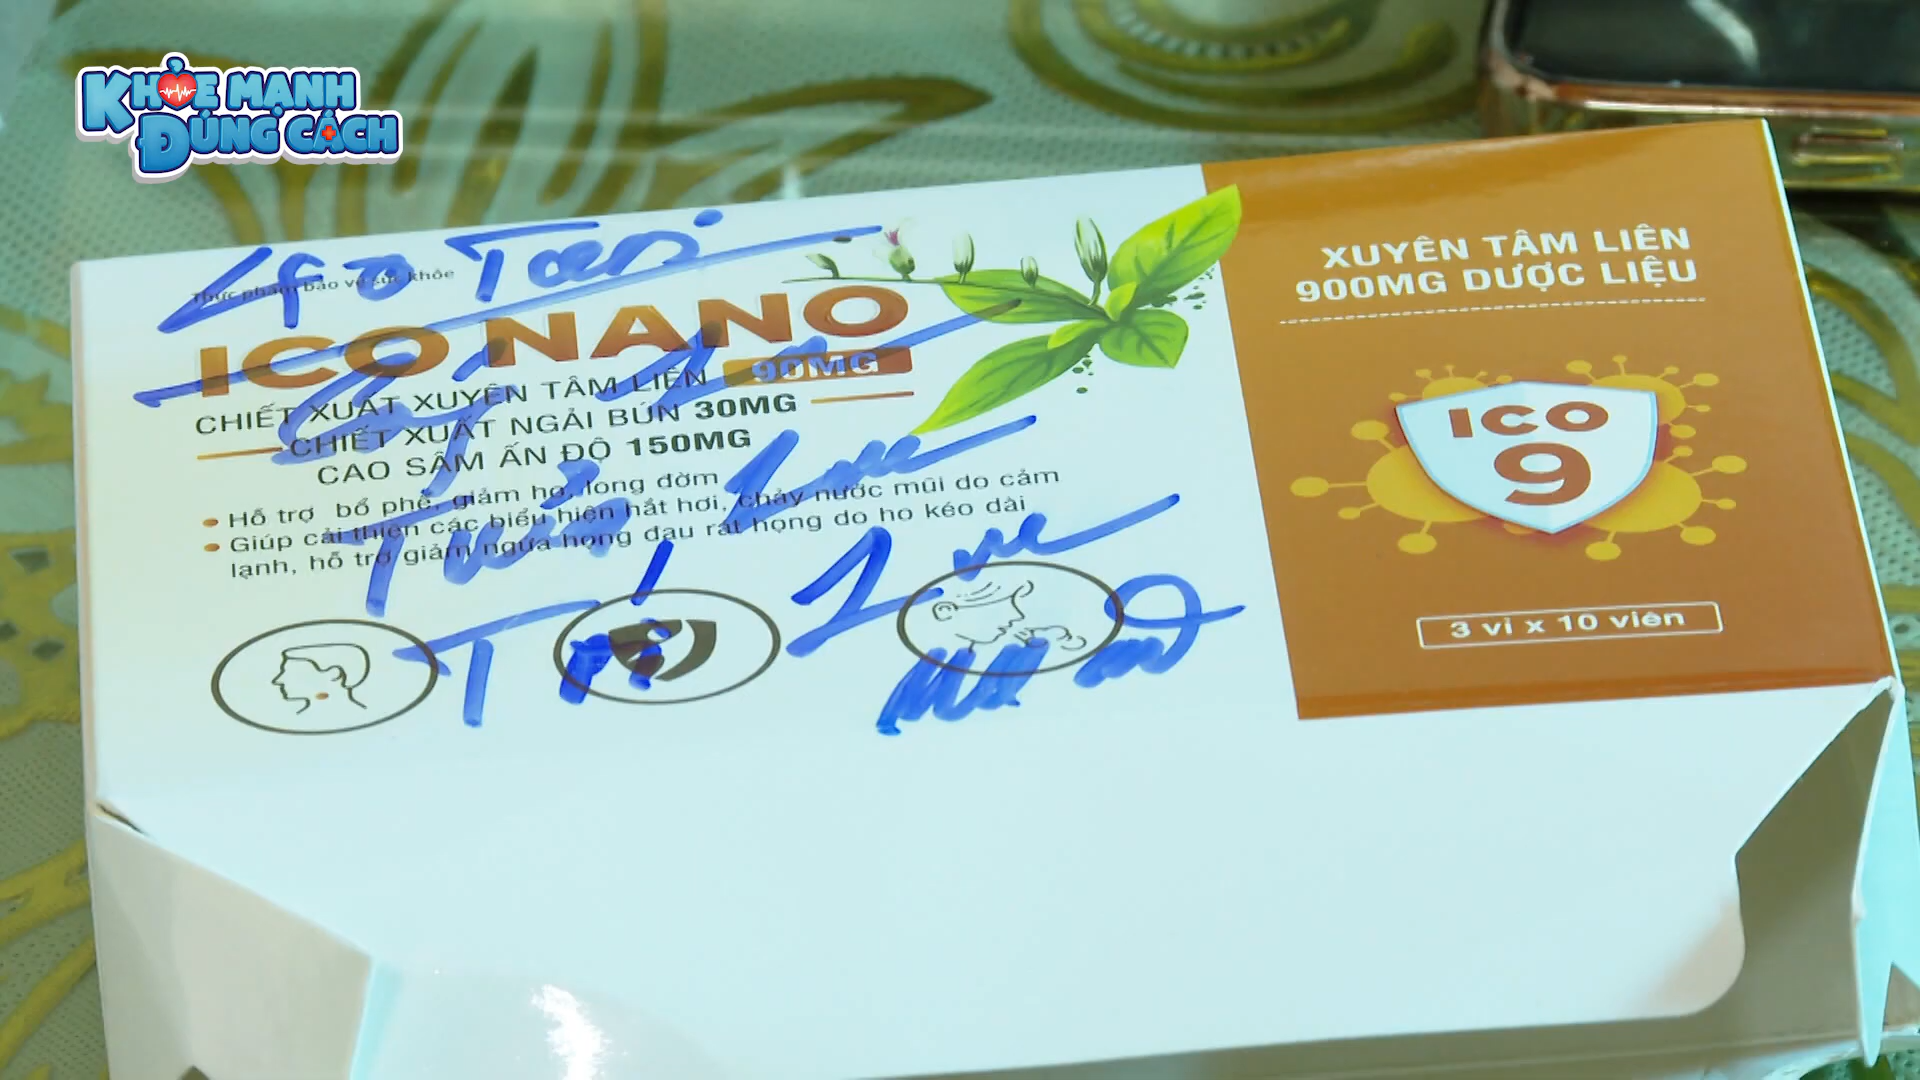 KHỎE MẠNH
ĐÚNG CÁCH
Thực phẩm bảo vệ sức khỏe
ICO NANO
90MG
CHIẾT XUẤT XUYÊN TÂM LIÊN
CHIẾT XUẤT NGẢI BÚN 30MG
CAO SÂM ẤN ĐỘ 150MG
• Hỗ trợ bổ phế, giảm ho, long đờm
• Giúp cải thiện các biểu hiện hắt hơi, chảy nước mũi do cảm
lạnh, hỗ trợ giảm ngứa họng đau rát họng do ho kéo dài
XUYÊN TÂM LIÊN
900MG DƯỢC LIỆU
ICO
9
3 vỉ x 10 viên